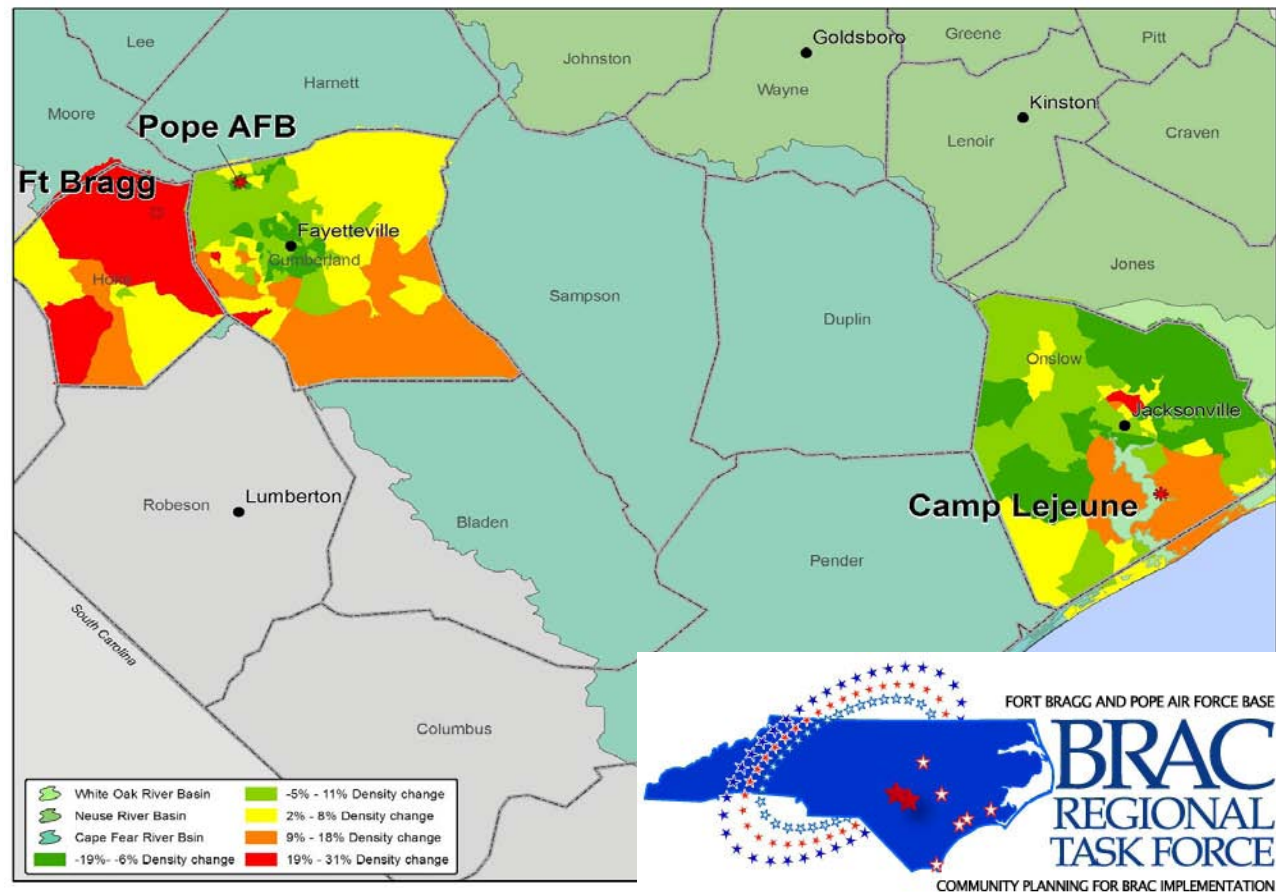 Lee
Harnett
Moore
Johnston
Goldsboro
Wayne
Greene
Pitt
Kinston
Lenoir
Craven
Pope AFB
Ft Bragg
Fayetteville
Cumberland
Hoke
Sampson
Duplin
Jones
Onslow
Jacksonville
Camp Lejeune
Robeson
Lumberton
Bladen
Pender
South Carolina
Columbus
White Oak River Basin
Neuse River Basin
Cape Fear River Bsin
-19%- -6% Density change
-5% - 11% Density change
2% - 8% Density change
9% - 18% Density change
19% - 31% Density change
FORT BRAGG AND POPE AIR FORCE BASE
BRAC
REGIONAL
TASK FORCE
COMMUNITY PLANNING FOR BRAC IMPLEMENTATION